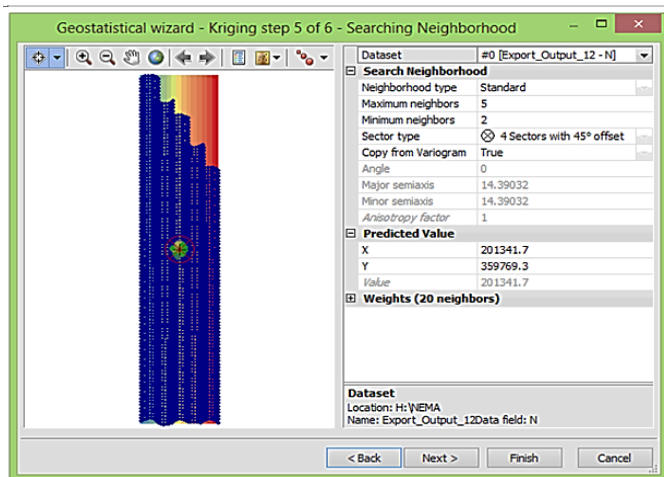 Geostatistical wizard - Kriging step 5 of 6 - Searching Neighborhood
Dataset #0 [Export_Output_12 - N]
Search Neighborhood
Neighborhood type Standard
Maximum neighbors 5
Minimum neighbors 2
Sector type 4 Sectors with 45° offset
Copy from Variogram True
Angle 0
Major semiaxis 14.39032
Minor semiaxis 14.39032
Anisotropy factor 1
Predicted Value
X 201341.7
Y 359769.3
Value 201341.7
Weights (20 neighbors)
Dataset
Location: H:\NEMA
Name: Export_Output_12Data field: N
< Back Next > Finish Cancel